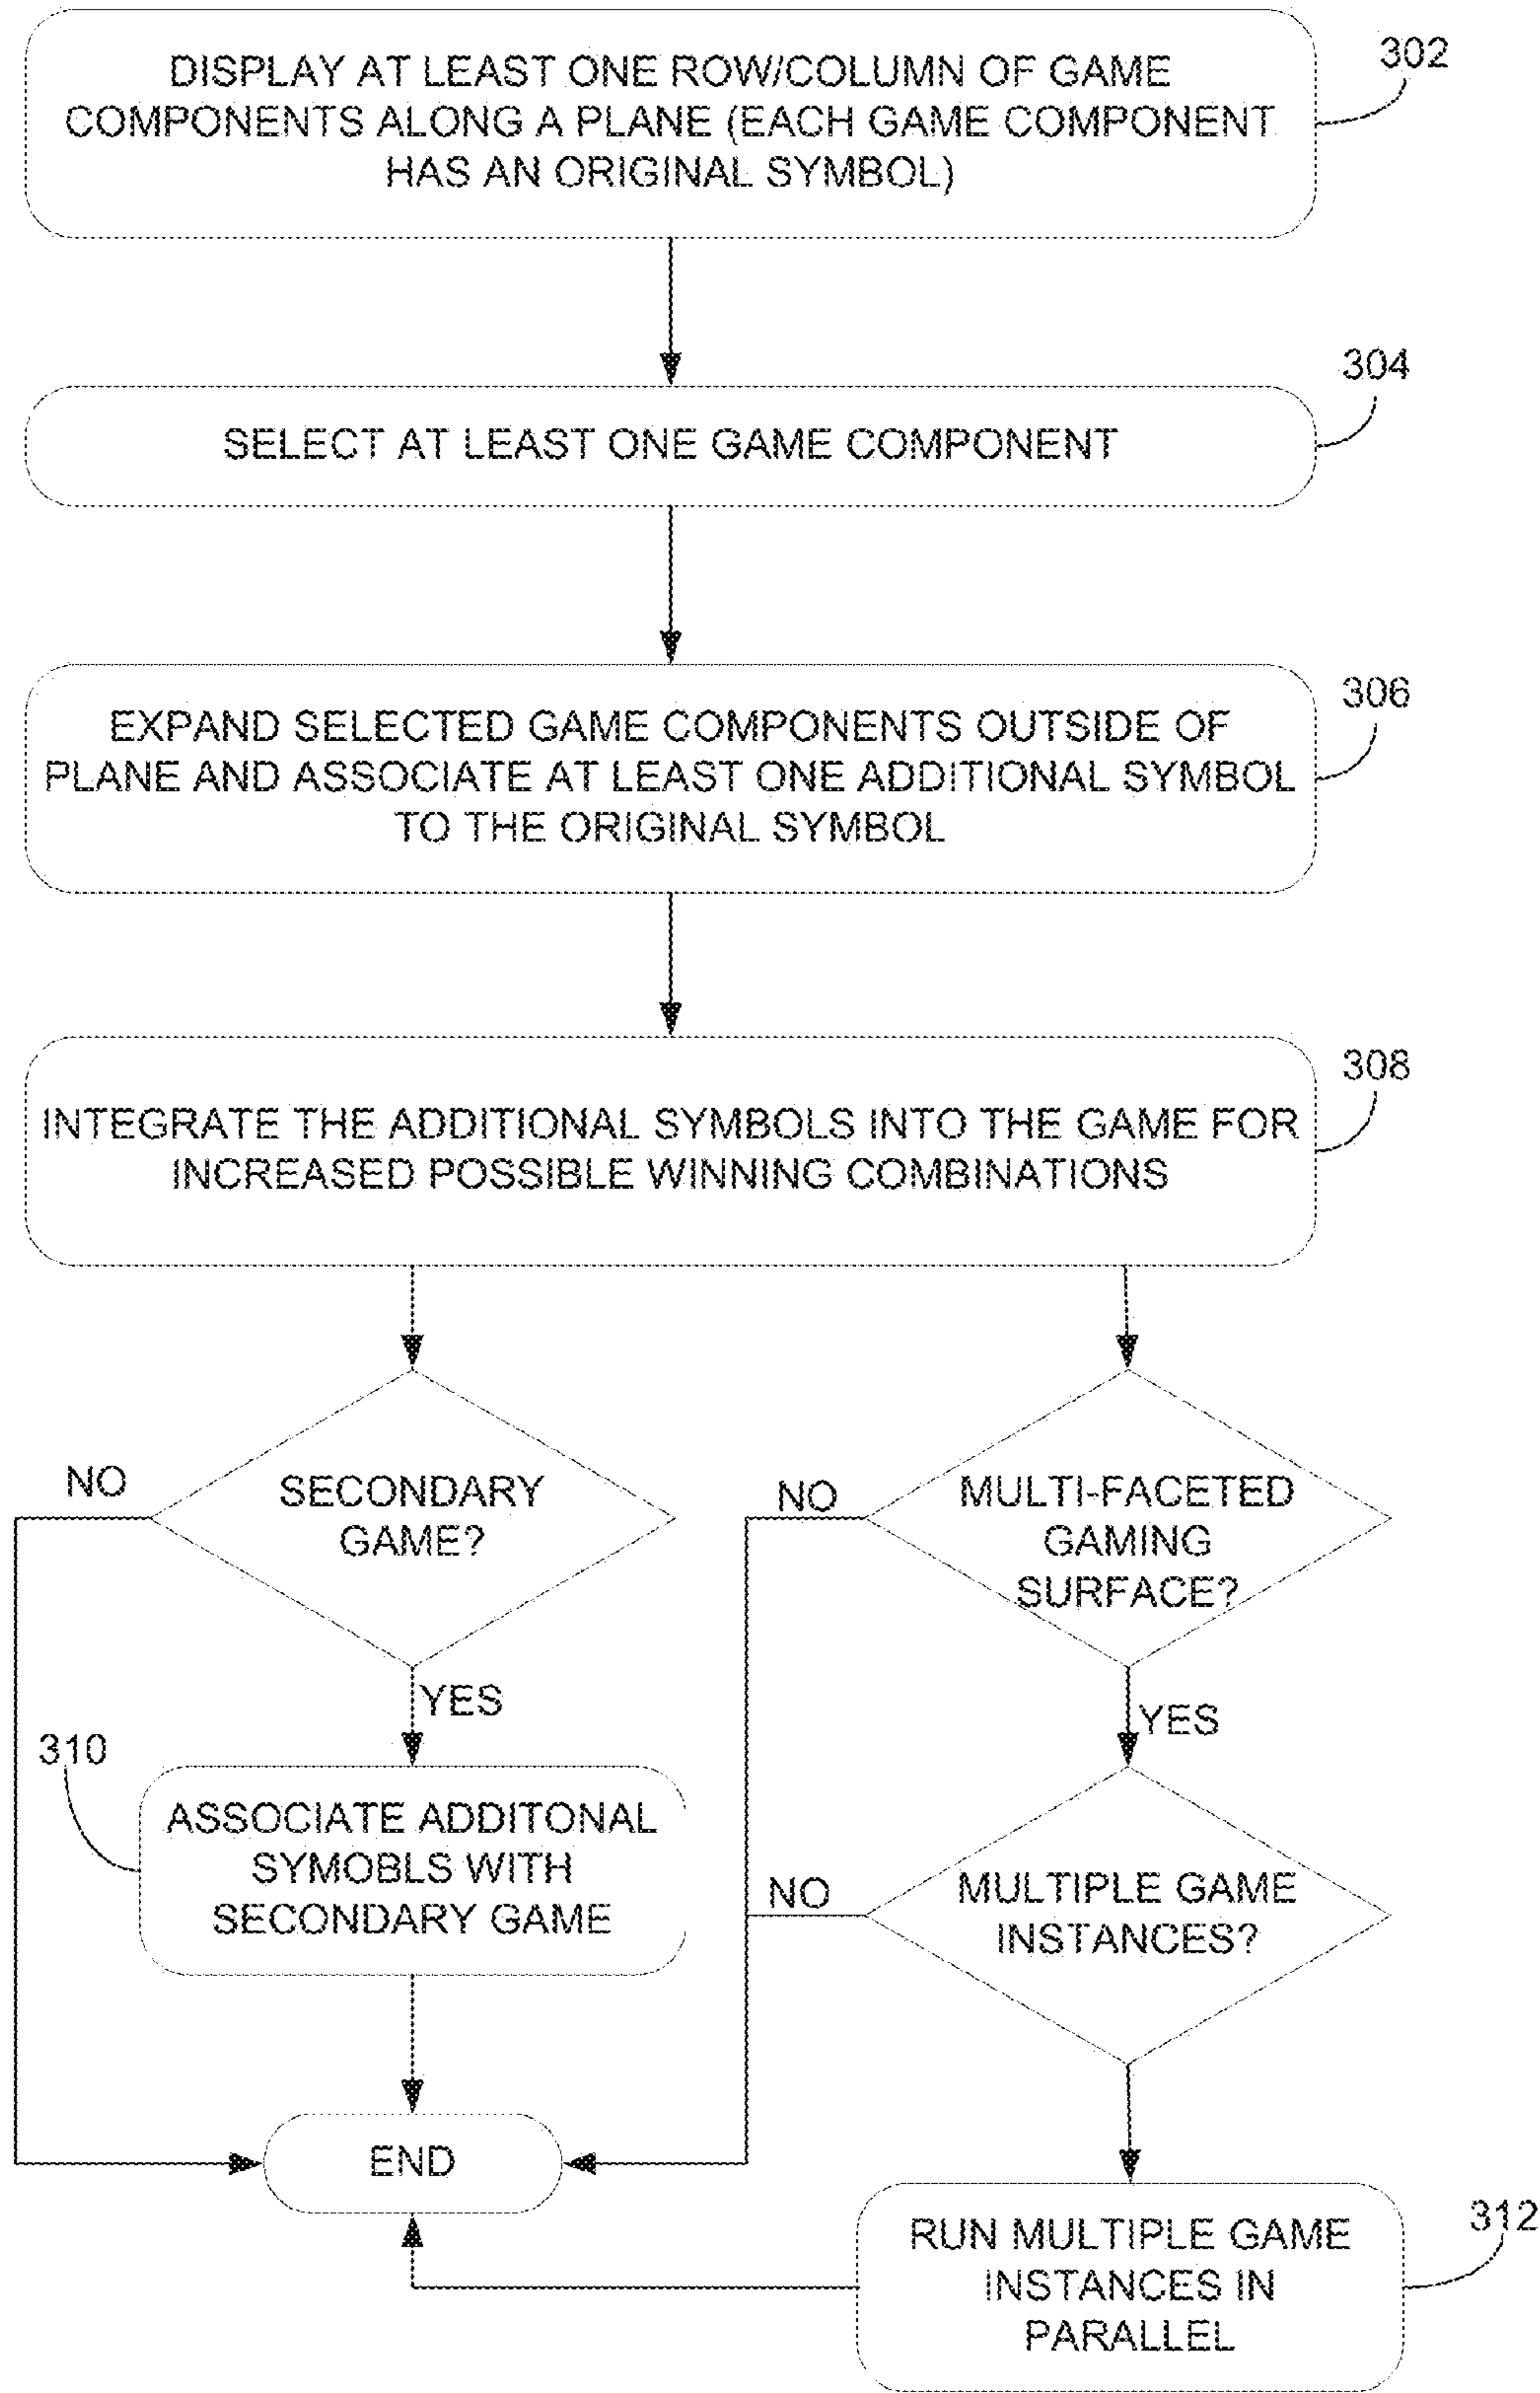 302
DISPLAY AT LEAST ONE ROW/COLUMN OF GAME
COMPONENTS ALONG A PLANE (EACH GAME COMPONENT
HAS AN ORIGINAL SYMBOL)
304
SELECT AT LEAST ONE GAME COMPONENT
306
EXPAND SELECTED GAME COMPONENTS OUTSIDE OF
PLANE AND ASSOCIATE AT LEAST ONE ADDITIONAL SYMBOL
TO THE ORIGINAL SYMBOL
308
INTEGRATE THE ADDITIONAL SYMBOLS INTO THE GAME FOR
INCREASED POSSIBLE WINNING COMBINATIONS
NO
SECONDARY
GAME?
YES
310
ASSOCIATE ADDITONAL
SYMOBLS WITH
SECONDARY GAME
NO
MULTI-FACETED
GAMING
SURFACE?
YES
NO
MULTIPLE GAME
INSTANCES?
END
312
RUN MULTIPLE GAME
INSTANCES IN
PARALLEL